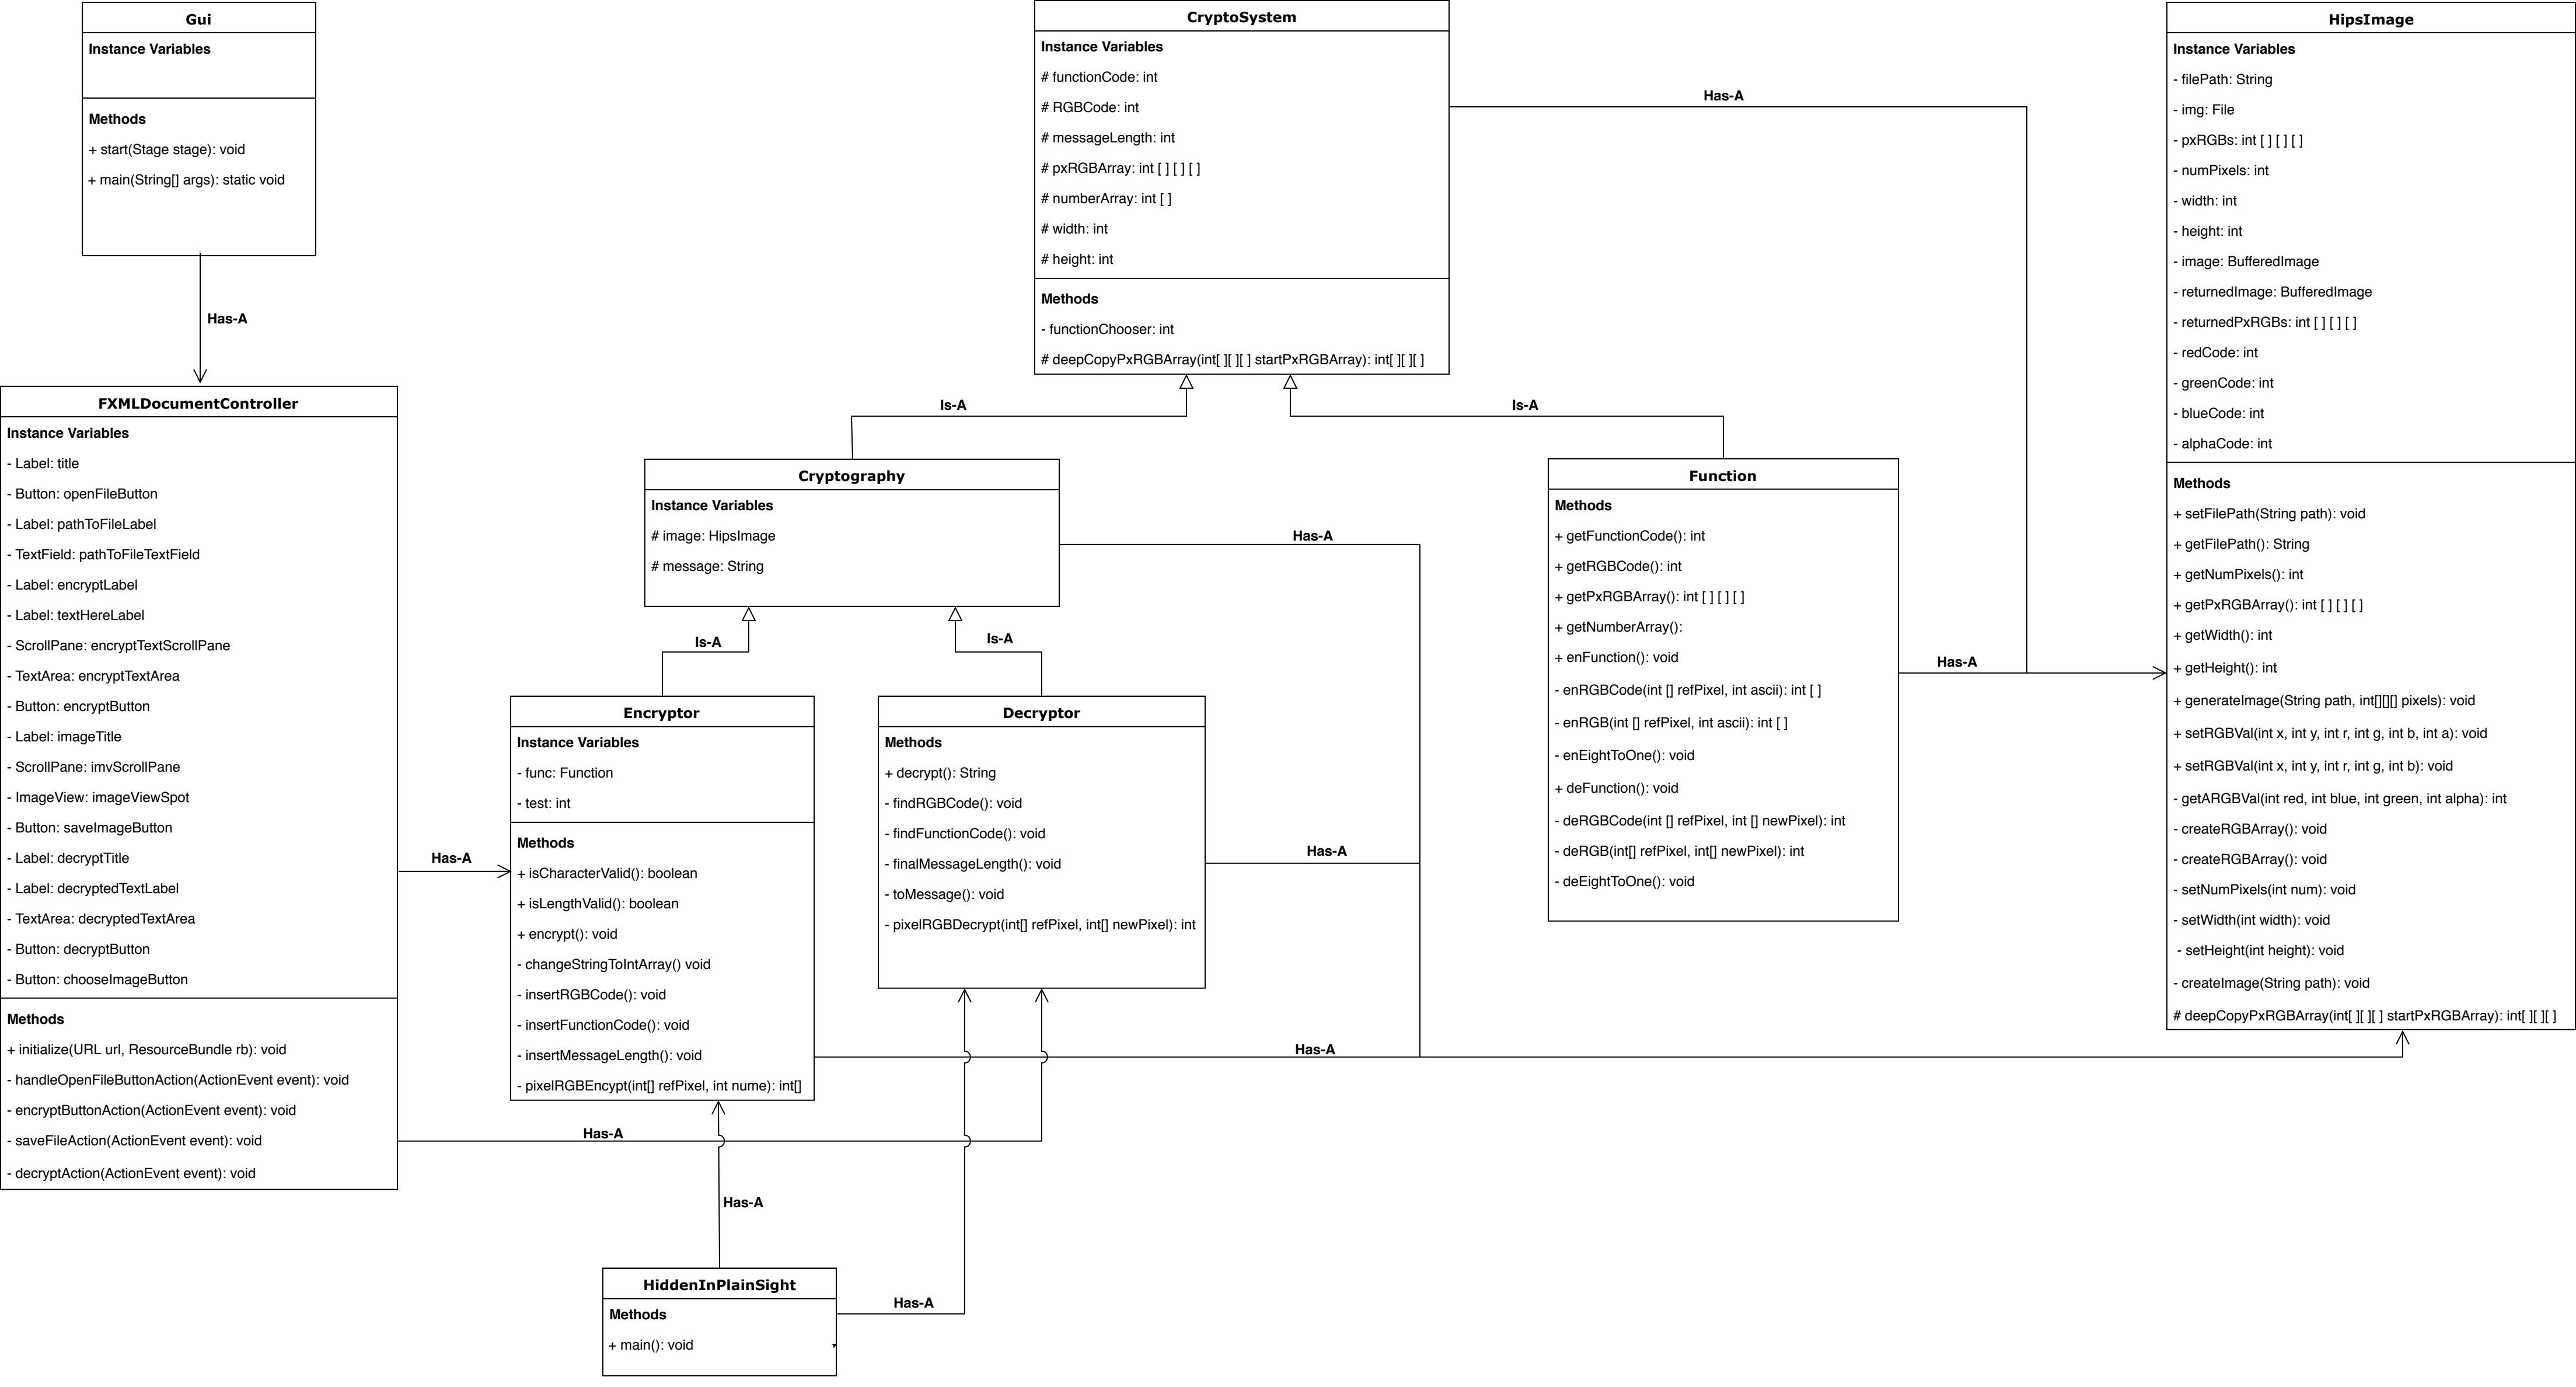 Gui
Instance Variables
Methods
+ start(Stage stage): void
+ main(String[] args): static void
Has-A
FXMLDocumentController
Instance Variables
- Label: title
- Button: openFileButton
- Label: pathToFileLabel
- TextField: pathToFileTextField
- Label: encryptLabel
- Label: textHereLabel
- ScrollPane: encryptTextScrollPane
- TextArea: encryptTextArea
- Button: encryptButton
- Label: imageTitle
- ScrollPane: imvScrollPane
- ImageView: imageViewSpot
- Button: saveImageButton
- Label: decryptTitle
- Label: decryptedTextLabel
- TextArea: decryptedTextArea
- Button: decryptButton
- Button: chooseImageButton
Methods
+ initialize(URL url, ResourceBundle rb): void
- handleOpenFileButtonAction(ActionEvent event): void
- encryptButtonAction(ActionEvent event): void
- saveFileAction(ActionEvent event): void
- decryptAction(ActionEvent event): void
Has-A
Has-A
CryptoSystem
Instance Variables
# functionCode: int
# RGBCode: int
# messageLength: int
# pxRGBArray: int [ ] [ ] [ ]
# numberArray: int [ ]
# width: int
# height: int
Methods
- functionChooser: int
# deepCopyPxRGBArray(int[ ][ ][ ] startPxRGBArray): int[ ][ ][ ]
Has-A
Is-A
Is-A
Cryptography
Instance Variables
# image: HipsImage
# message: String
Has-A
Is-A
Is-A
Encryptor
Instance Variables
- func: Function
- test: int
Methods
+ isCharacterValid(): boolean
+ isLengthValid(): boolean
+ encrypt(): void
- changeStringToIntArray() void
- insertRGBCode(): void
- insertFunctionCode(): void
- insertMessageLength(): void
- pixelRGBEncypt(int[] refPixel, int nume): int[]
Has-A
Decryptor
Methods
+ decrypt(): String
- findRGBCode(): void
- findFunctionCode(): void
- finalMessageLength(): void
- toMessage(): void
- pixelRGBDecrypt(int[] refPixel, int[] newPixel): int
Has-A
Function
Methods
+ getFunctionCode(): int
+ getRGBCode(): int
+ getPxRGBArray(): int [ ] [ ] [ ]
+ getNumberArray():
+ enFunction(): void
- enRGBCode(int [] refPixel, int ascii): int [ ]
- enRGB(int [] refPixel, int ascii): int [ ]
- enEightToOne(): void
+ deFunction(): void
- deRGBCode(int [] refPixel, int [] newPixel): int
- deRGB(int[] refPixel, int[] newPixel): int
- deEightToOne(): void
Has-A
HipsImage
Instance Variables
- filePath: String
- img: File
- pxRGBs: int [ ] [ ] [ ]
- numPixels: int
- width: int
- height: int
- image: BufferedImage
- returnedImage: BufferedImage
- returnedPxRGBs: int [ ] [ ] [ ]
- redCode: int
- greenCode: int
- blueCode: int
- alphaCode: int
Methods
+ setFilePath(String path): void
+ getFilePath(): String
+ getNumPixels(): int
+ getPxRGBArray(): int [ ] [ ] [ ]
+ getWidth(): int
+ getHeight(): int
+ generateImage(String path, int[][][] pixels): void
+ setRGBVal(int x, int y, int r, int g, int b, int a): void
+ setRGBVal(int x, int y, int r, int g, int b): void
- getARGBVal(int red, int blue, int green, int alpha): int
- createRGBArray(): void
- createRGBArray(): void
- setNumPixels(int num): void
- setWidth(int width): void
- setHeight(int height): void
- createImage(String path): void
# deepCopyPxRGBArray(int[ ][ ][ ] startPxRGBArray): int[ ][ ][ ]
Has-A
HiddenInPlainSight
Methods
+ main(): void
Has-A